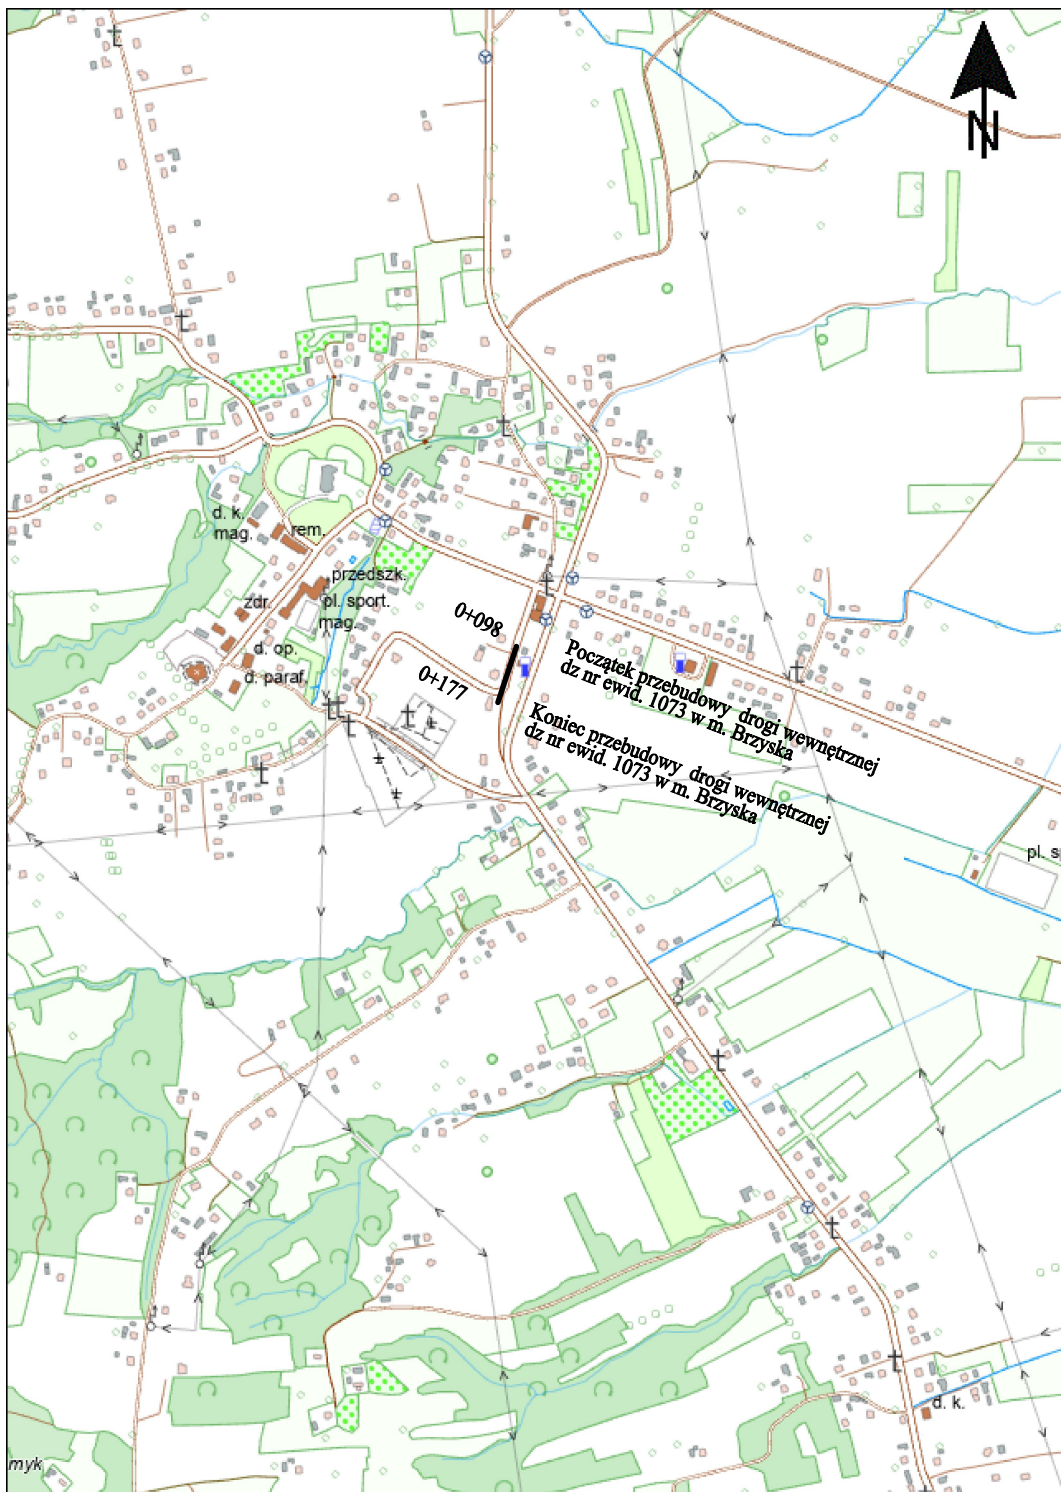 N
d. k.
mag.
rem.
przedszk.
pl. sport.
mag.
zdr.
d. op.
d. paraf.
0+098
0+177
Początek przebudowy drogi wewnętrznej
dz nr ewid. 1073 w m. Brzyska
Koniec przebudowy drogi wewnętrznej
dz nr ewid. 1073 w m. Brzyska
pl. s
d. k.
myk